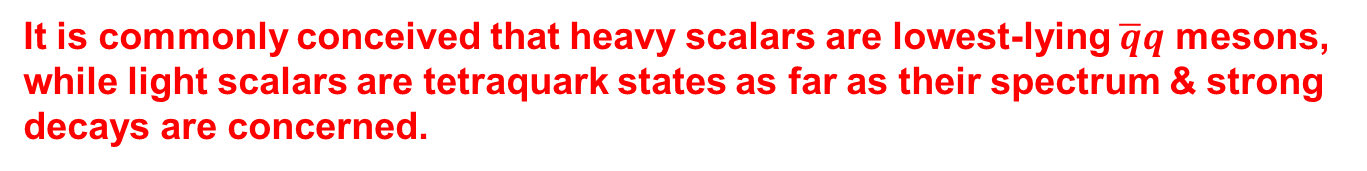 It is commonly conceived that heavy scalars are lowest-lying q̅q mesons,
while light scalars are tetraquark states as far as their spectrum & strong
decays are concerned.